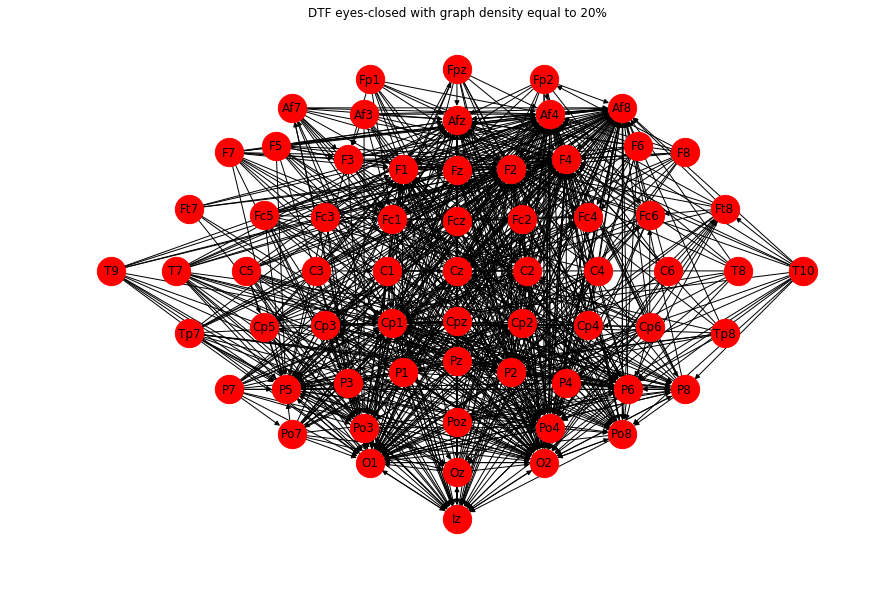 DTF eyes-closed with graph density equal to 20%
Fp1 Fpz Fp2
Af7 Af3 Afz Af4 Af8
F7 F5 F3 F1 Fz F2 F4 F6 F8
Ft7 Fc5 Fc3 Fc1 Fcz Fc2 Fc4 Fc6 Ft8
T9 T7 C5 C3 C1 Cz C2 C4 C6 T8 T10
Tp7 Cp5 Cp3 Cp1 Cpz Cp2 Cp4 Cp6 Tp8
P7 P5 P3 P1 Pz P2 P4 P6 P8
Po7 Po3 Poz Po4 Po8
O1 Oz O2
Iz